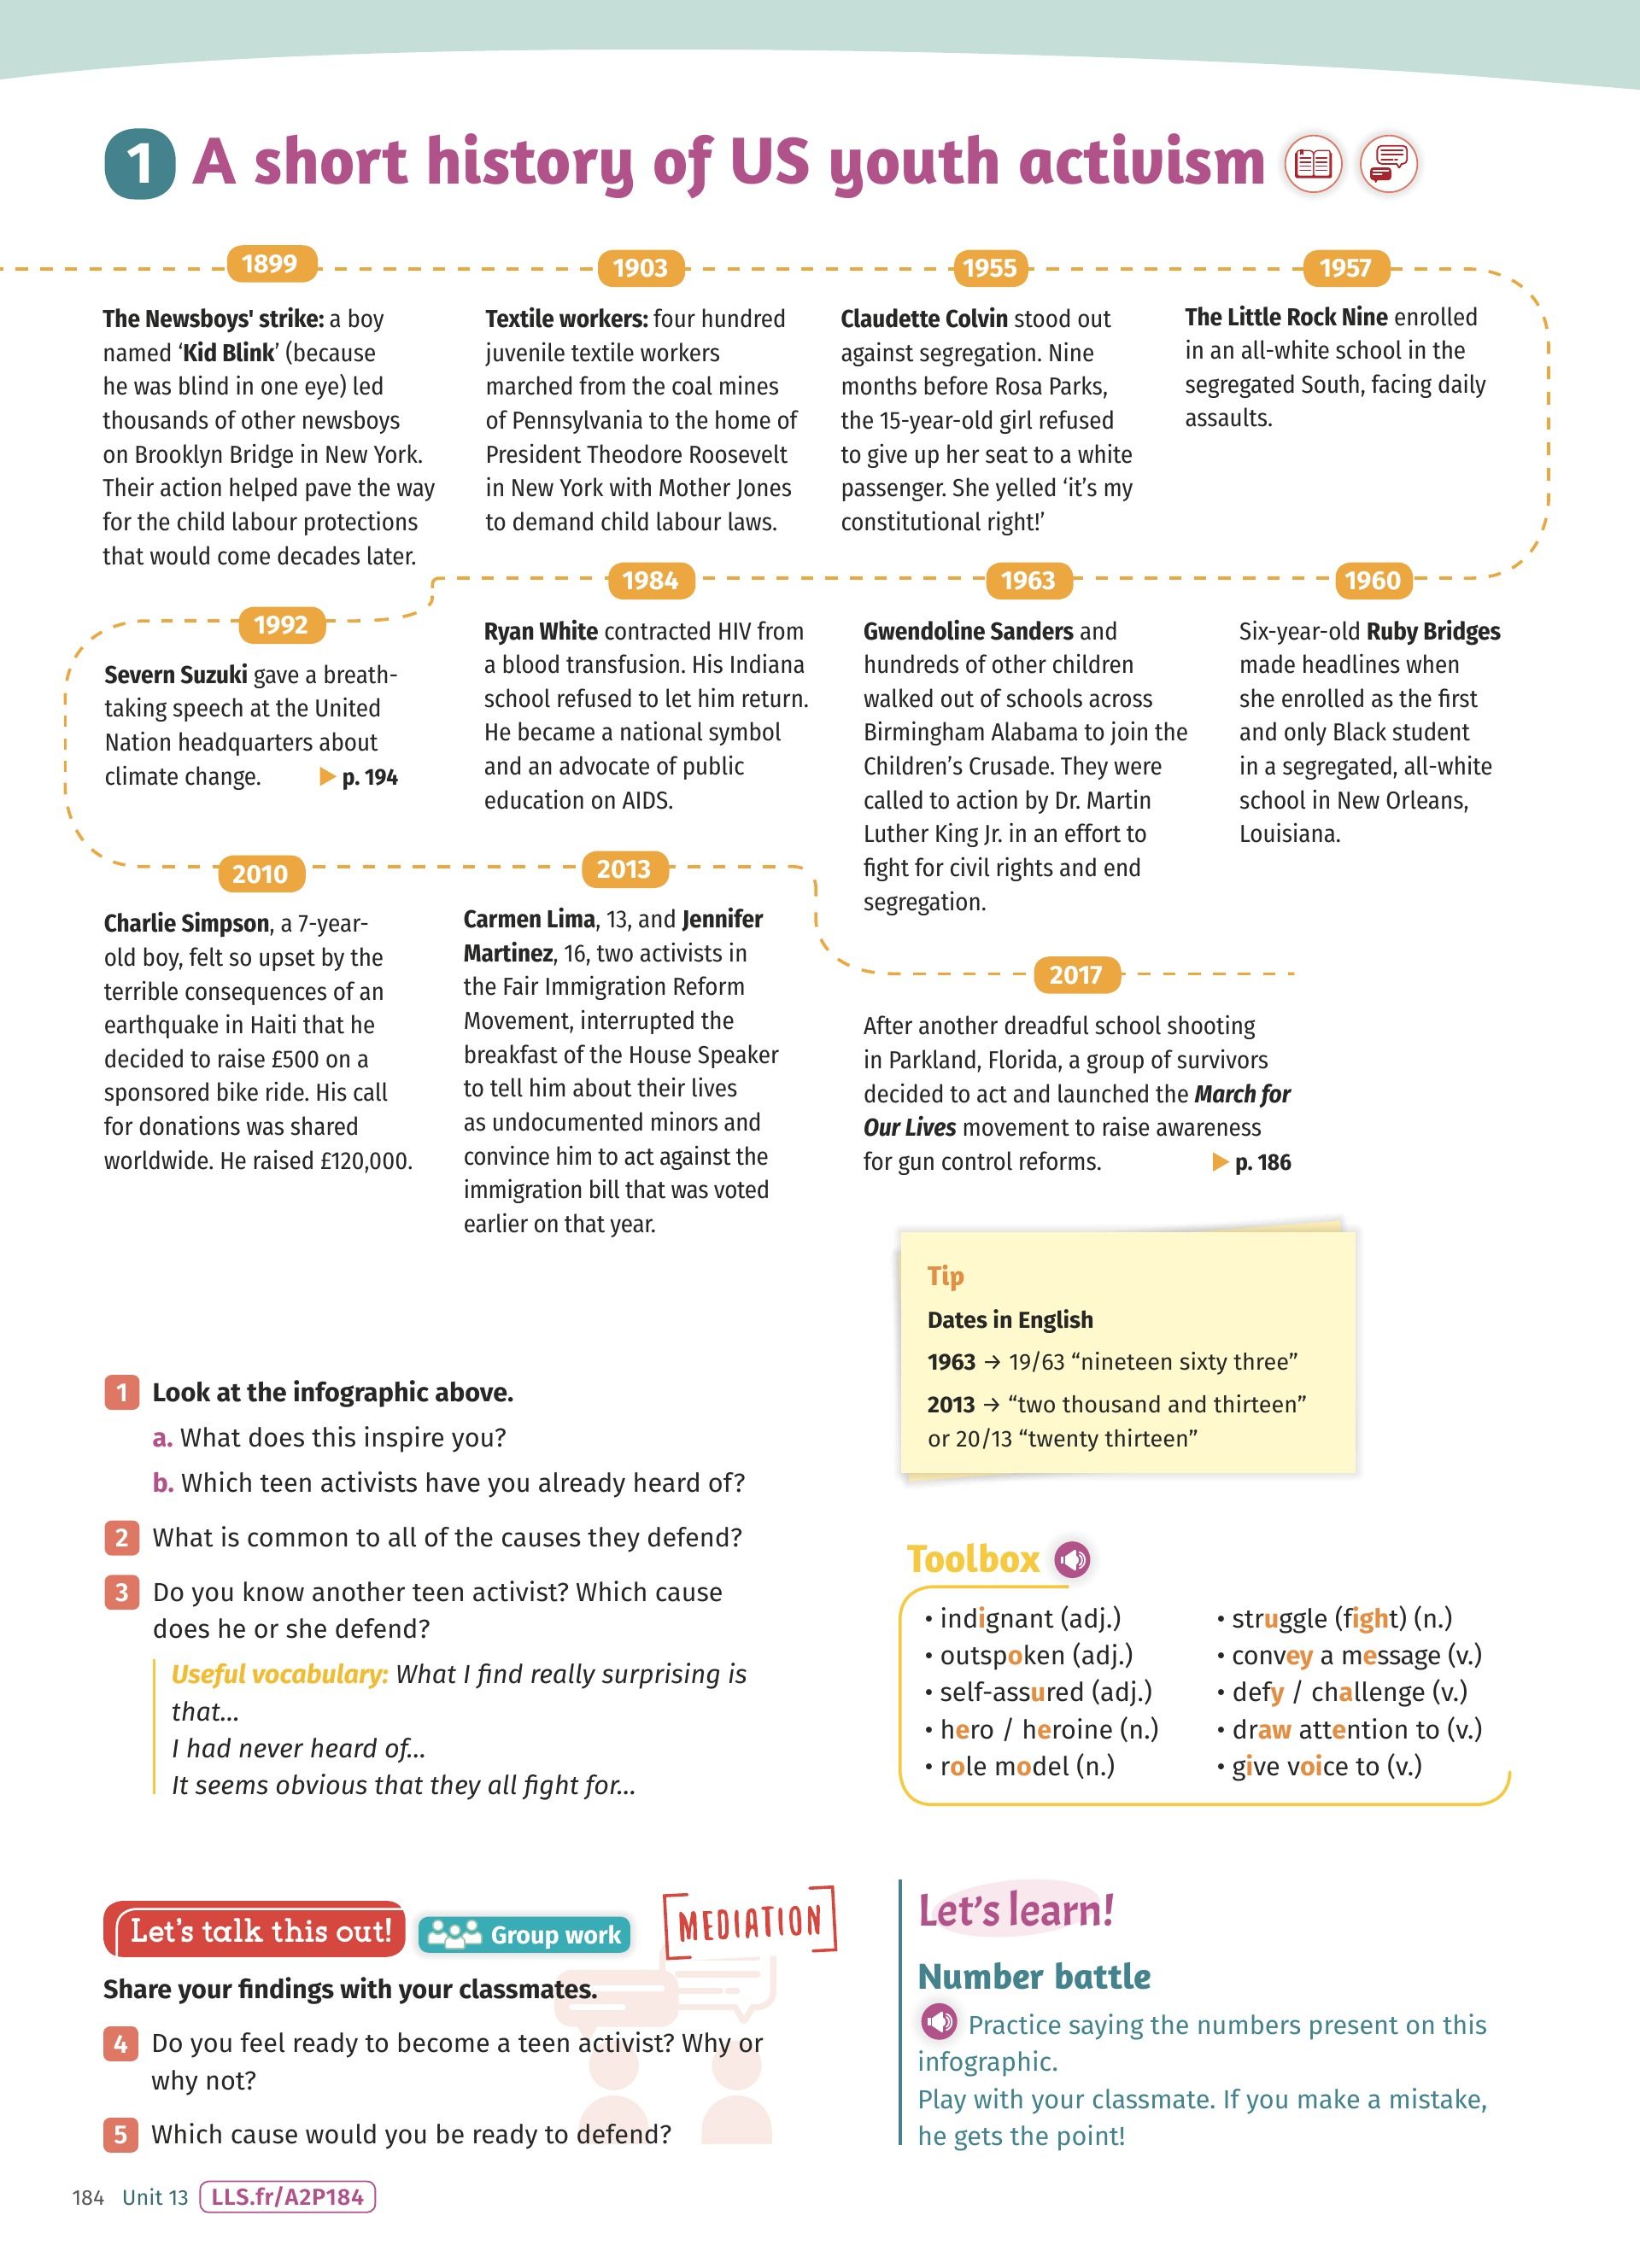 1 A short history of US youth activism
1899
The Newsboys' strike: a boy
named ‘Kid Blink’ (because
he was blind in one eye) led
thousands of other newsboys
on Brooklyn Bridge in New York.
Their action helped pave the way
for the child labour protections
that would come decades later.
1903
Textile workers: four hundred
juvenile textile workers
marched from the coal mines
of Pennsylvania to the home of
President Theodore Roosevelt
in New York with Mother Jones
to demand child labour laws.
1955
Claudette Colvin stood out
against segregation. Nine
months before Rosa Parks,
the 15-year-old girl refused
to give up her seat to a white
passenger. She yelled ‘it’s my
constitutional right!’
1957
The Little Rock Nine enrolled
in an all-white school in the
segregated South, facing daily
assaults.
1960
Six-year-old Ruby Bridges
made headlines when
she enrolled as the first
and only Black student
in a segregated, all-white
school in New Orleans,
Louisiana.
1963
Gwendoline Sanders and
hundreds of other children
walked out of schools across
Birmingham Alabama to join the
Children’s Crusade. They were
called to action by Dr. Martin
Luther King Jr. in an effort to
fight for civil rights and end
segregation.
1984
Ryan White contracted HIV from
a blood transfusion. His Indiana
school refused to let him return.
He became a national symbol
and an advocate of public
education on AIDS.
1992
Severn Suzuki gave a breath-
taking speech at the United
Nation headquarters about
climate change. ▶ p. 194
2010
Charlie Simpson, a 7-year-
old boy, felt so upset by the
terrible consequences of an
earthquake in Haiti that he
decided to raise £500 on a
sponsored bike ride. His call
for donations was shared
worldwide. He raised £120,000.
2013
Carmen Lima, 13, and Jennifer
Martinez, 16, two activists in
the Fair Immigration Reform
Movement, interrupted the
breakfast of the House Speaker
to tell him about their lives
as undocumented minors and
convince him to act against the
immigration bill that was voted
earlier on that year.
2017
After another dreadful school shooting
in Parkland, Florida, a group of survivors
decided to act and launched the March for
Our Lives movement to raise awareness
for gun control reforms. ▶ p. 186
Tip
Dates in English
1963 → 19/63 “nineteen sixty three”
2013 → “two thousand and thirteen”
or 20/13 “twenty thirteen”
1 Look at the infographic above.
a. What does this inspire you?
b. Which teen activists have you already heard of?
2 What is common to all of the causes they defend?
3 Do you know another teen activist? Which cause
does he or she defend?
Useful vocabulary: What I find really surprising is
that...
I had never heard of...
It seems obvious that they all fight for...
Toolbox
• indignant (adj.)
• outspoken (adj.)
• self-assured (adj.)
• hero / heroine (n.)
• role model (n.)
• struggle (fight) (n.)
• convey a message (v.)
• defy / challenge (v.)
• draw attention to (v.)
• give voice to (v.)
Let’s talk this out! Group work MEDIATION
Share your findings with your classmates.
4 Do you feel ready to become a teen activist? Why or
why not?
5 Which cause would you be ready to defend?
Let’s learn!
Number battle
Practice saying the numbers present on this
infographic.
Play with your classmate. If you make a mistake,
he gets the point!
184 Unit 13 LLS.fr/A2P184